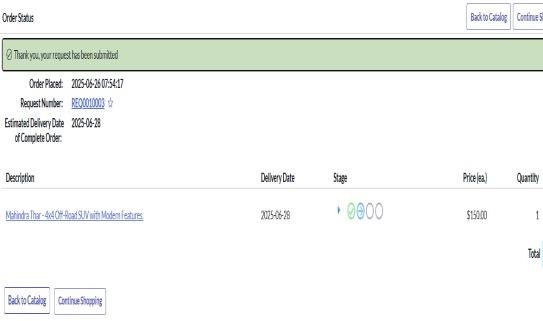 Order Status
Back to Catalog
Continue
Thank you, your request has been submitted
Order Placed: 2025-06-26 07:54:17
Request Number: REQ0010003
Estimated Delivery Date of Complete Order: 2025-06-28
Description Delivery Date Stage Price (ea.) Quantity
Mahindra Thar - 4x4 Off-Road SUV with Modern Features. 2025-06-28 $150.00 1
Total
Back to Catalog Continue Shopping